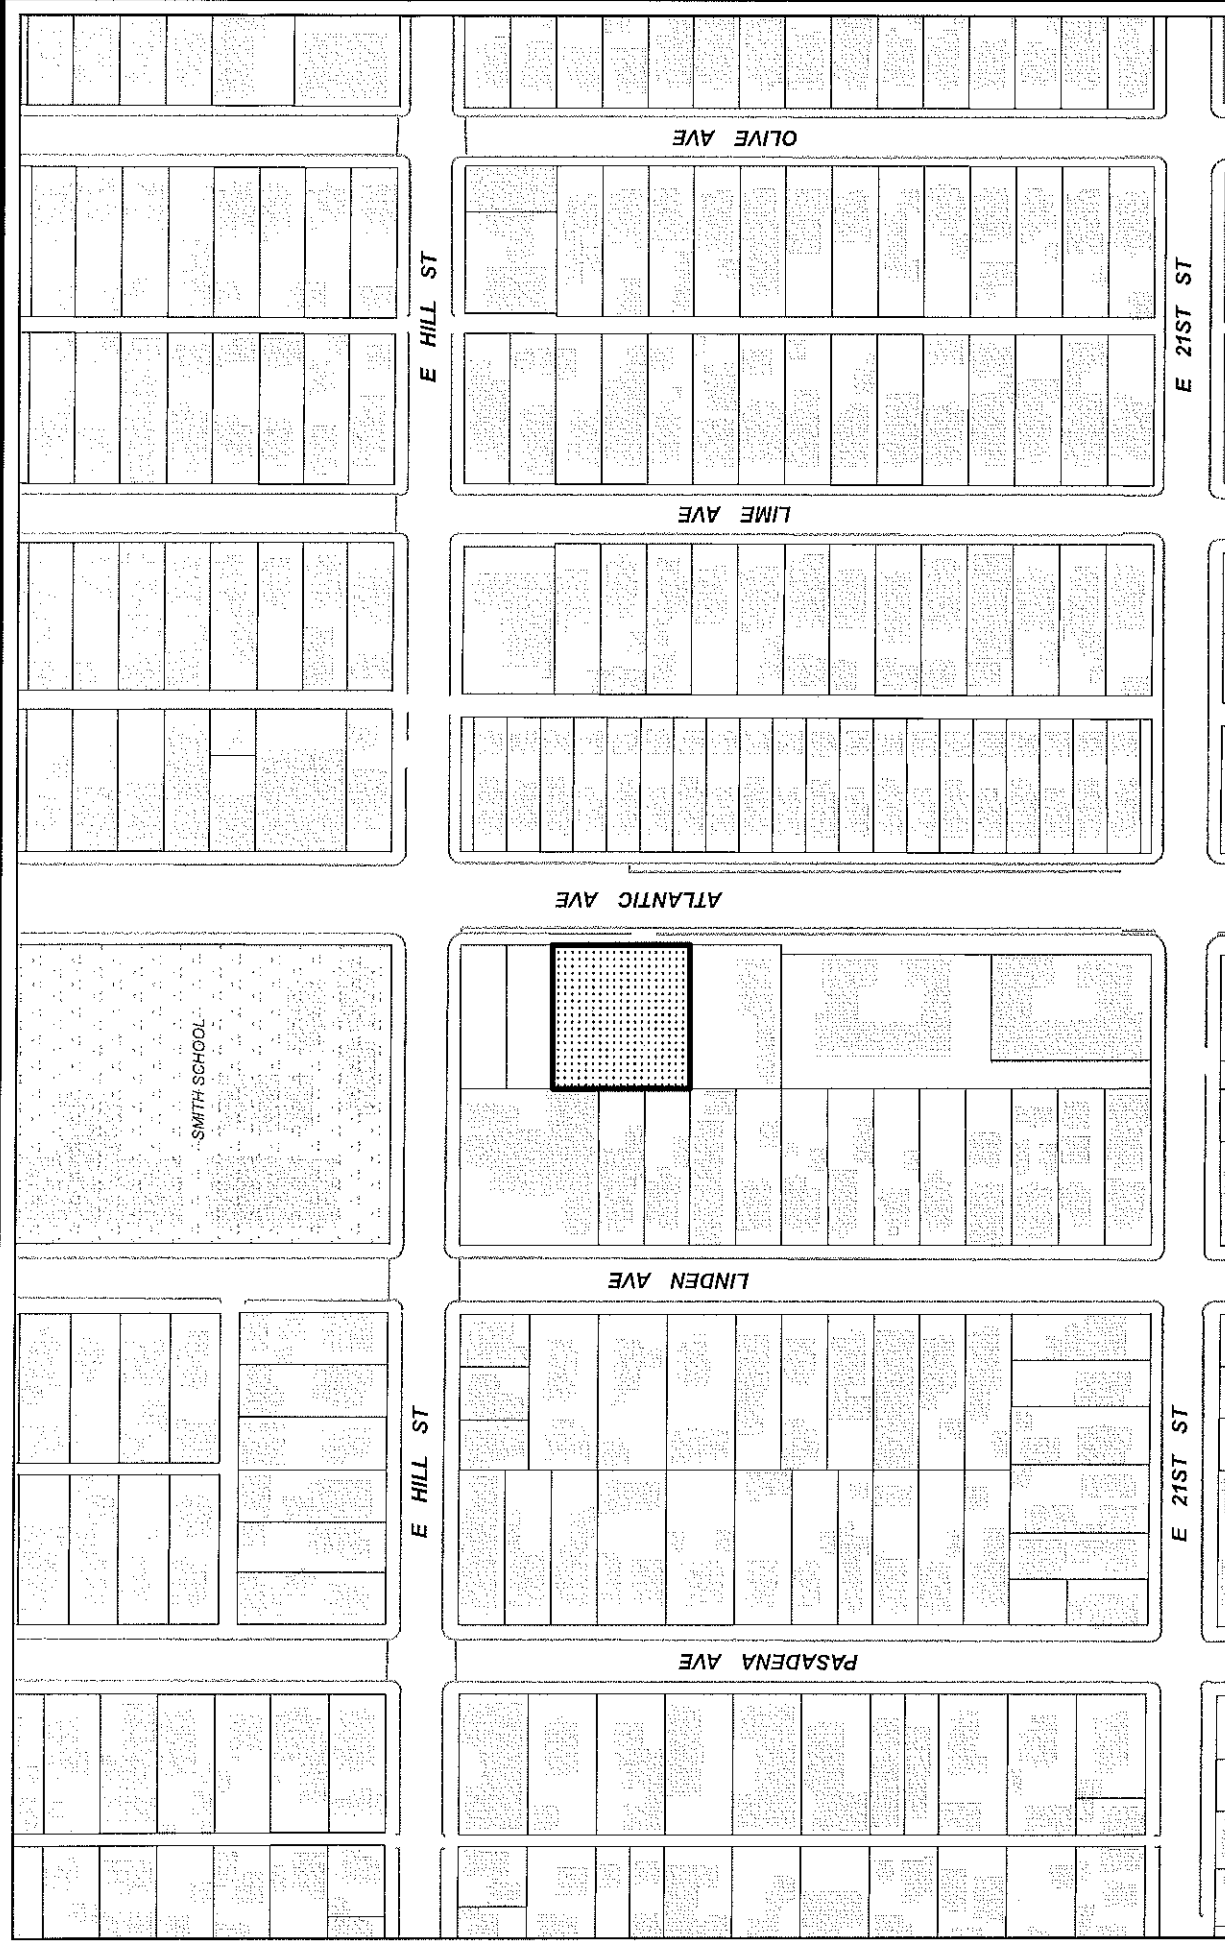 OLIVE AVE
E HILL ST
E 21ST ST
LIME AVE
ATLANTIC AVE
SMITH SCHOOL
LINDEN AVE
E HILL ST
E 21ST ST
PASADENA AVE